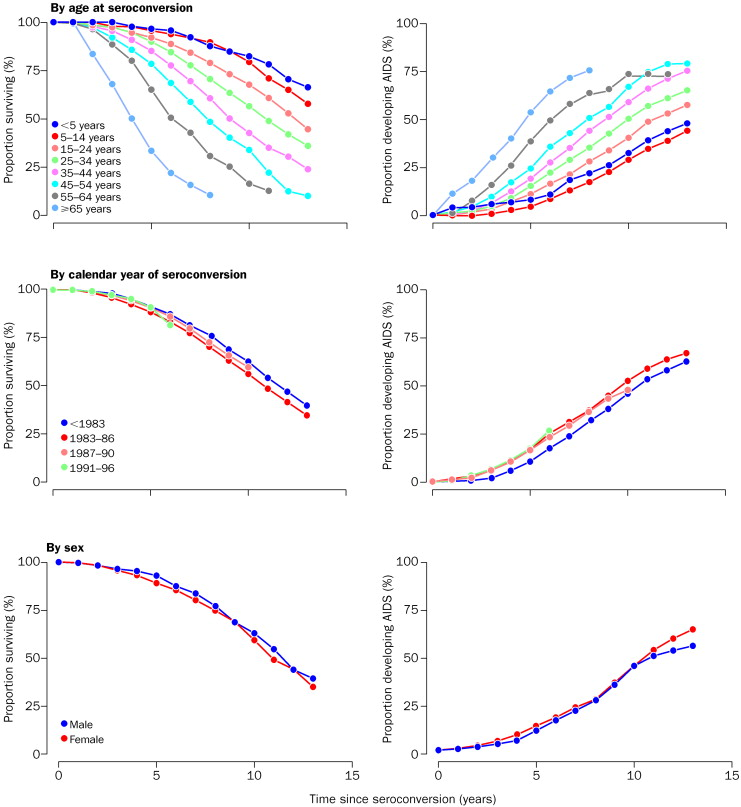 By age at seroconversion
Proportion surviving (%)
100
75
50
25
0
<5 years
5–14 years
15–24 years
25–34 years
35–44 years
45–54 years
55–64 years
≥65 years
Proportion developing AIDS (%)
100
75
50
25
0
By calendar year of seroconversion
Proportion surviving (%)
100
75
50
25
0
<1983
1983–86
1987–90
1991–96
Proportion developing AIDS (%)
100
75
50
25
0
By sex
Proportion surviving (%)
100
75
50
25
0
Male
Female
0 5 10 15
Proportion developing AIDS (%)
100
75
50
25
0
0 5 10 15
Time since seroconversion (years)